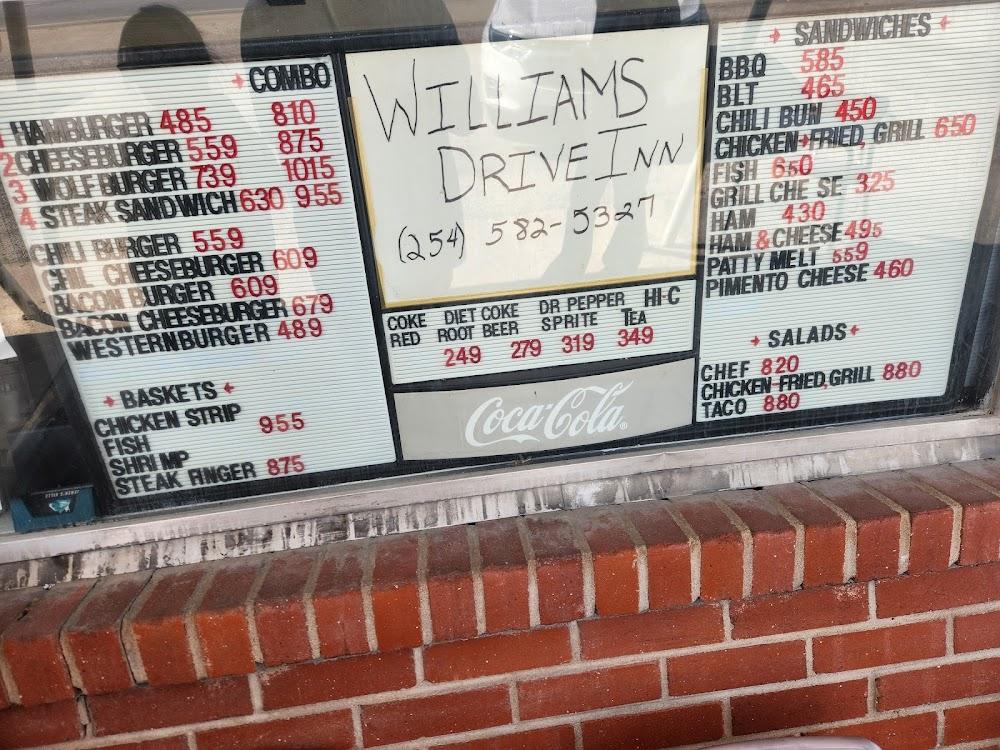 COMBO
1 HAMBURGER 485 810
2 CHEESEBURGER 559 875
3 WOLF BURGER 739 1015
4 STEAK SANDWICH 630 955
CHILI BURGER 559
CHIL CHEESEBURGER 609
BACON BURGER 609
BACON CHEESEBURGER 679
WESTERNBURGER 489
BASKETS
CHICKEN STRIP 955
FISH
SHRIMP
STEAK FINGER 875
WILLIAMS
DRIVE INN
(254) 582-5327
COKE DIET COKE DR PEPPER HI-C
RED ROOT BEER SPRITE TEA
249 279 319 349
Coca-Cola®
SANDWICHES
BBQ 585
BLT 465
CHILI BUN 450
CHICKEN-FRIED, GRILL 650
FISH 650
GRILL CHE SE 325
HAM 430
HAM & CHEESE 495
PATTY MELT 559
PIMENTO CHEESE 460
SALADS
CHEF 820
CHICKEN-FRIED, GRILL 880
TACO 880